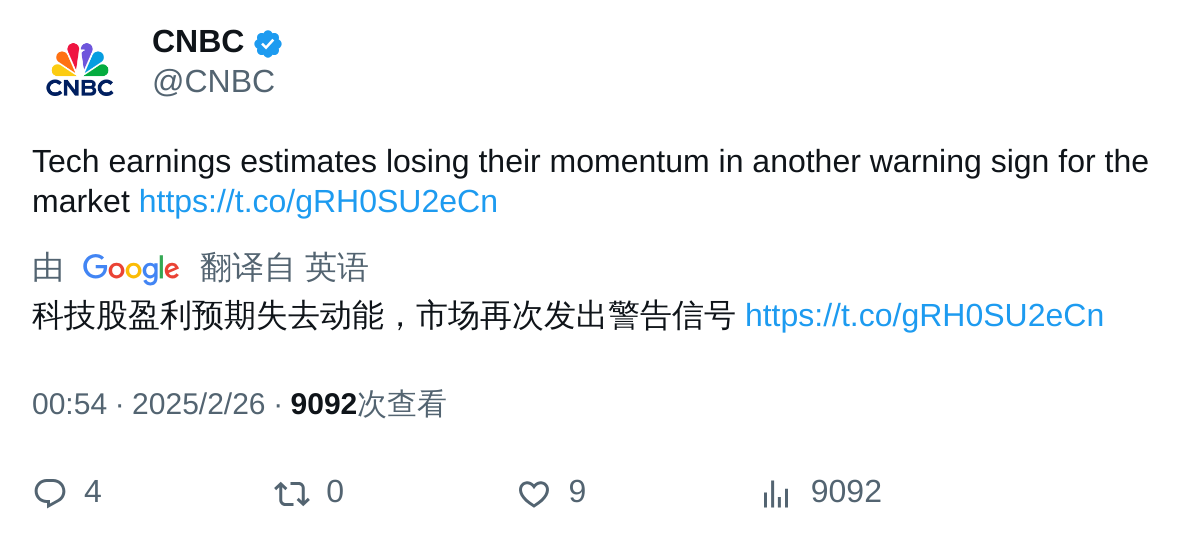 CNBC
CNBC
@CNBC
Tech earnings estimates losing their momentum in another warning sign for the
market https://t.co/gRH0SU2eCn
由 Google 翻译自 英语
科技股盈利预期失去动能，市场再次发出警告信号 https://t.co/gRH0SU2eCn
00:54 · 2025/2/26 · 9092次查看
4 0 9 9092